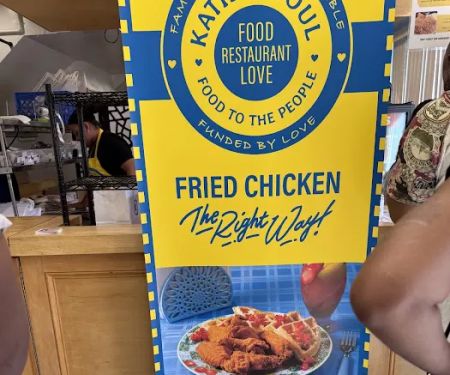 FOOD
RESTAURANT
LOVE
FOOD TO THE PEOPLE
FUNDED BY LOVE
FRIED CHICKEN
The Right Way!